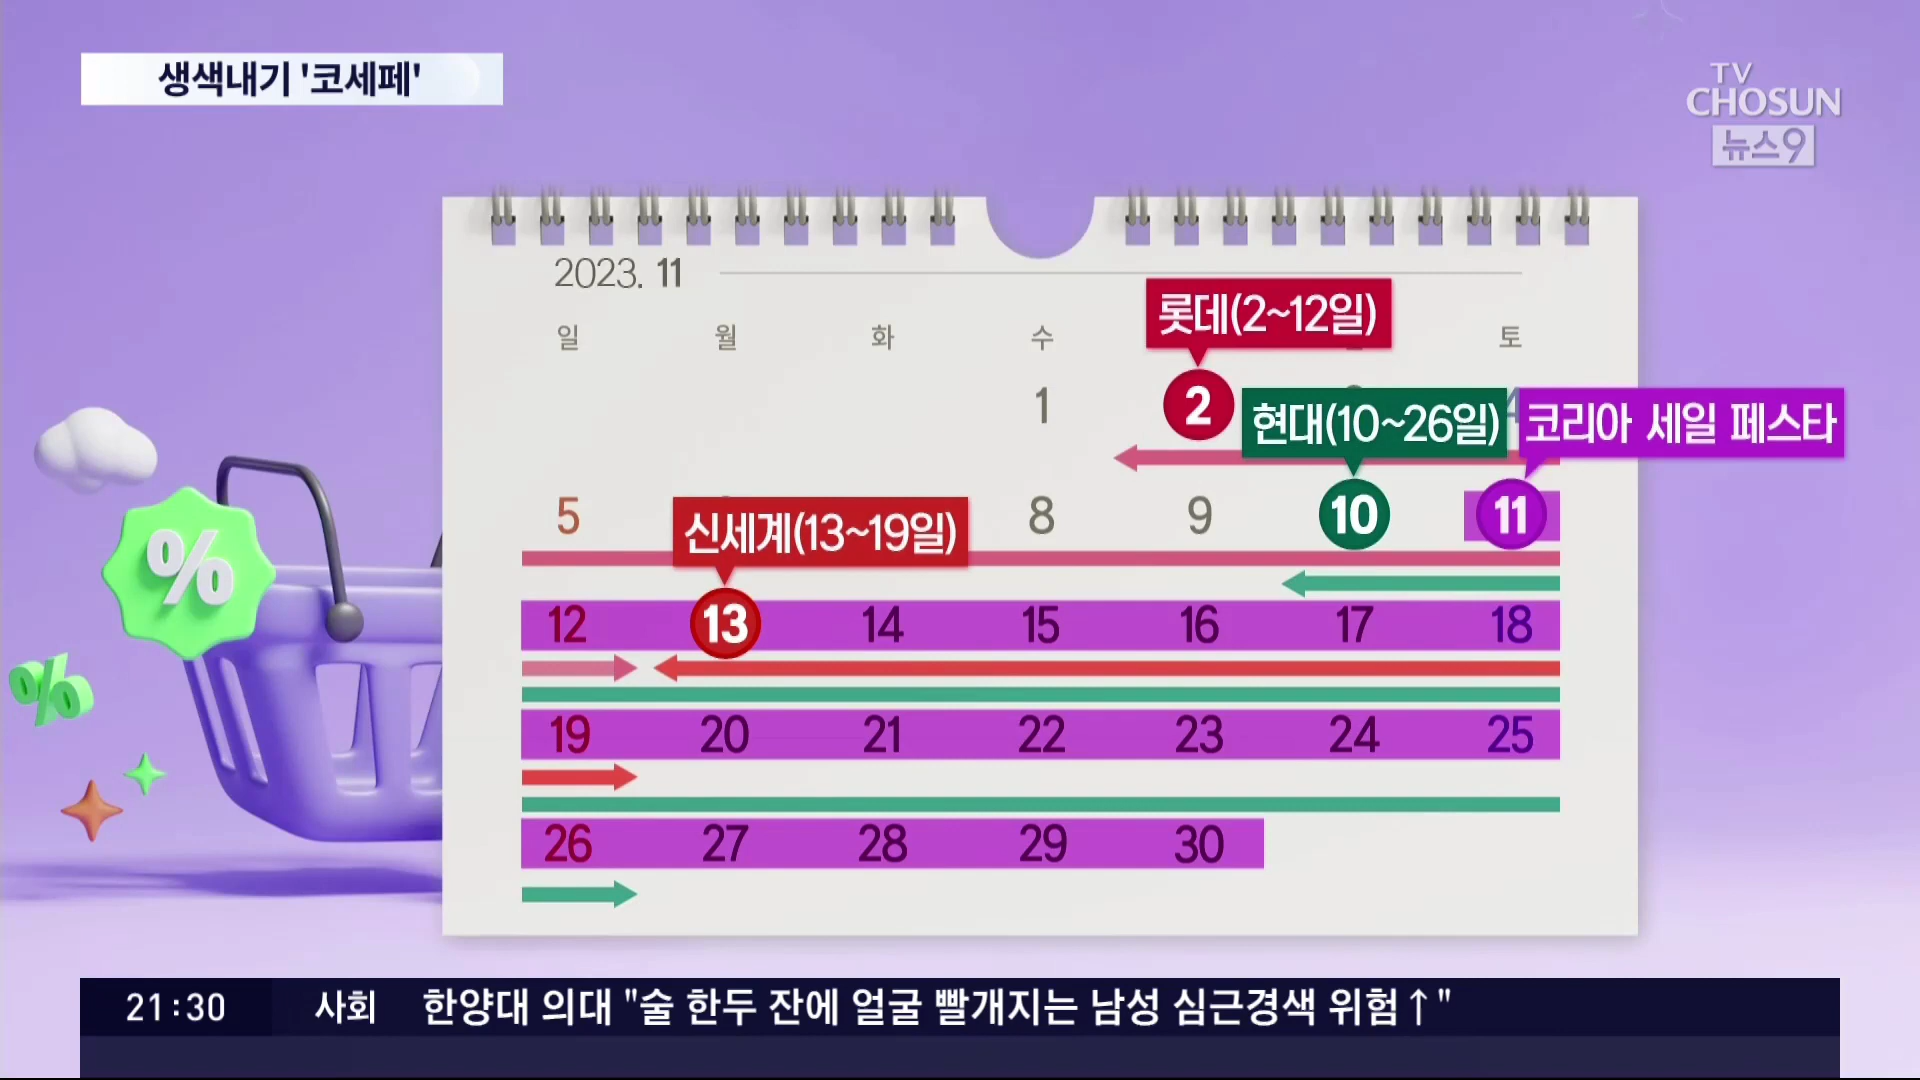 생색내기 '코세페'
TV
CHOSUN
뉴스9
2023. 11
롯데(2~12일)
일 월 화 수 토
1 2 현대(10~26일) 코리아 세일 페스타
5 8 9 10 11
신세계(13~19일)
12 13 14 15 16 17 18
19 20 21 22 23 24 25
26 27 28 29 30
21:30 사회 한양대 의대 "술 한두 잔에 얼굴 빨개지는 남성 심근경색 위험↑"